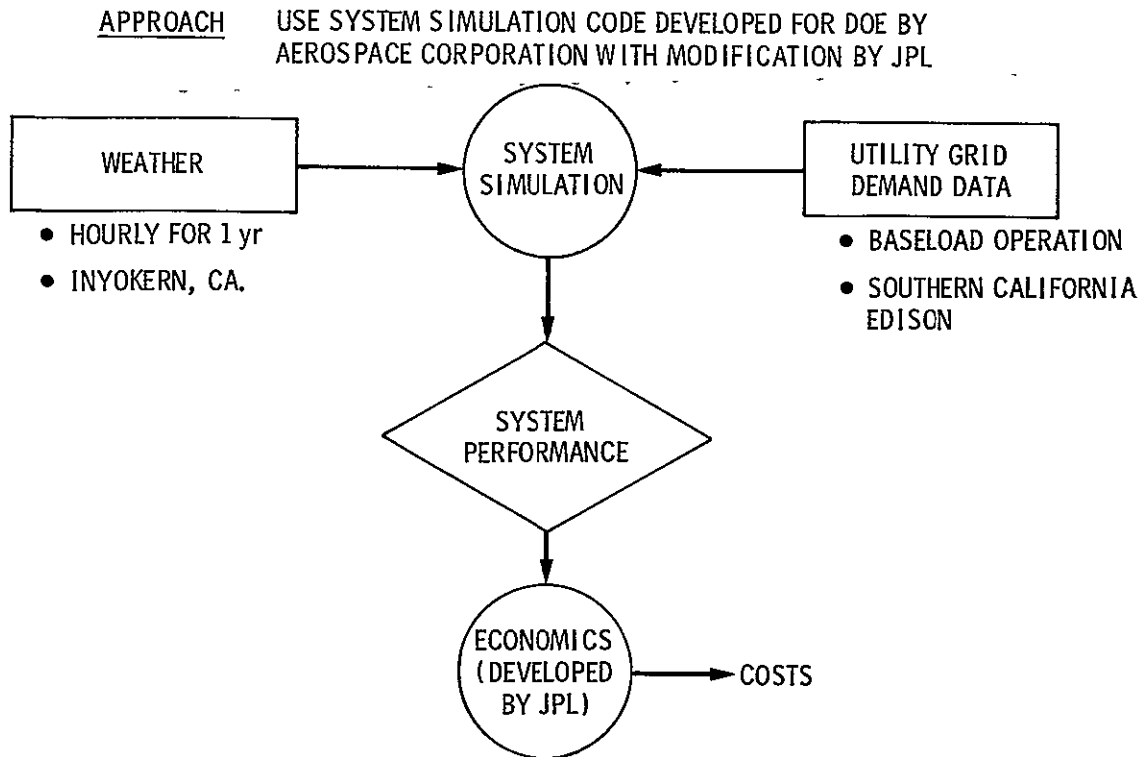 APPROACH USE SYSTEM SIMULATION CODE DEVELOPED FOR DOE BY
AEROSPACE CORPORATION WITH MODIFICATION BY JPL
WEATHER
• HOURLY FOR 1 yr
• INYOKERN, CA.
SYSTEM
SIMULATION
UTILITY GRID
DEMAND DATA
• BASELOAD OPERATION
• SOUTHERN CALIFORNIA
EDISON
SYSTEM
PERFORMANCE
ECONOMICS
(DEVELOPED
BY JPL)
COSTS